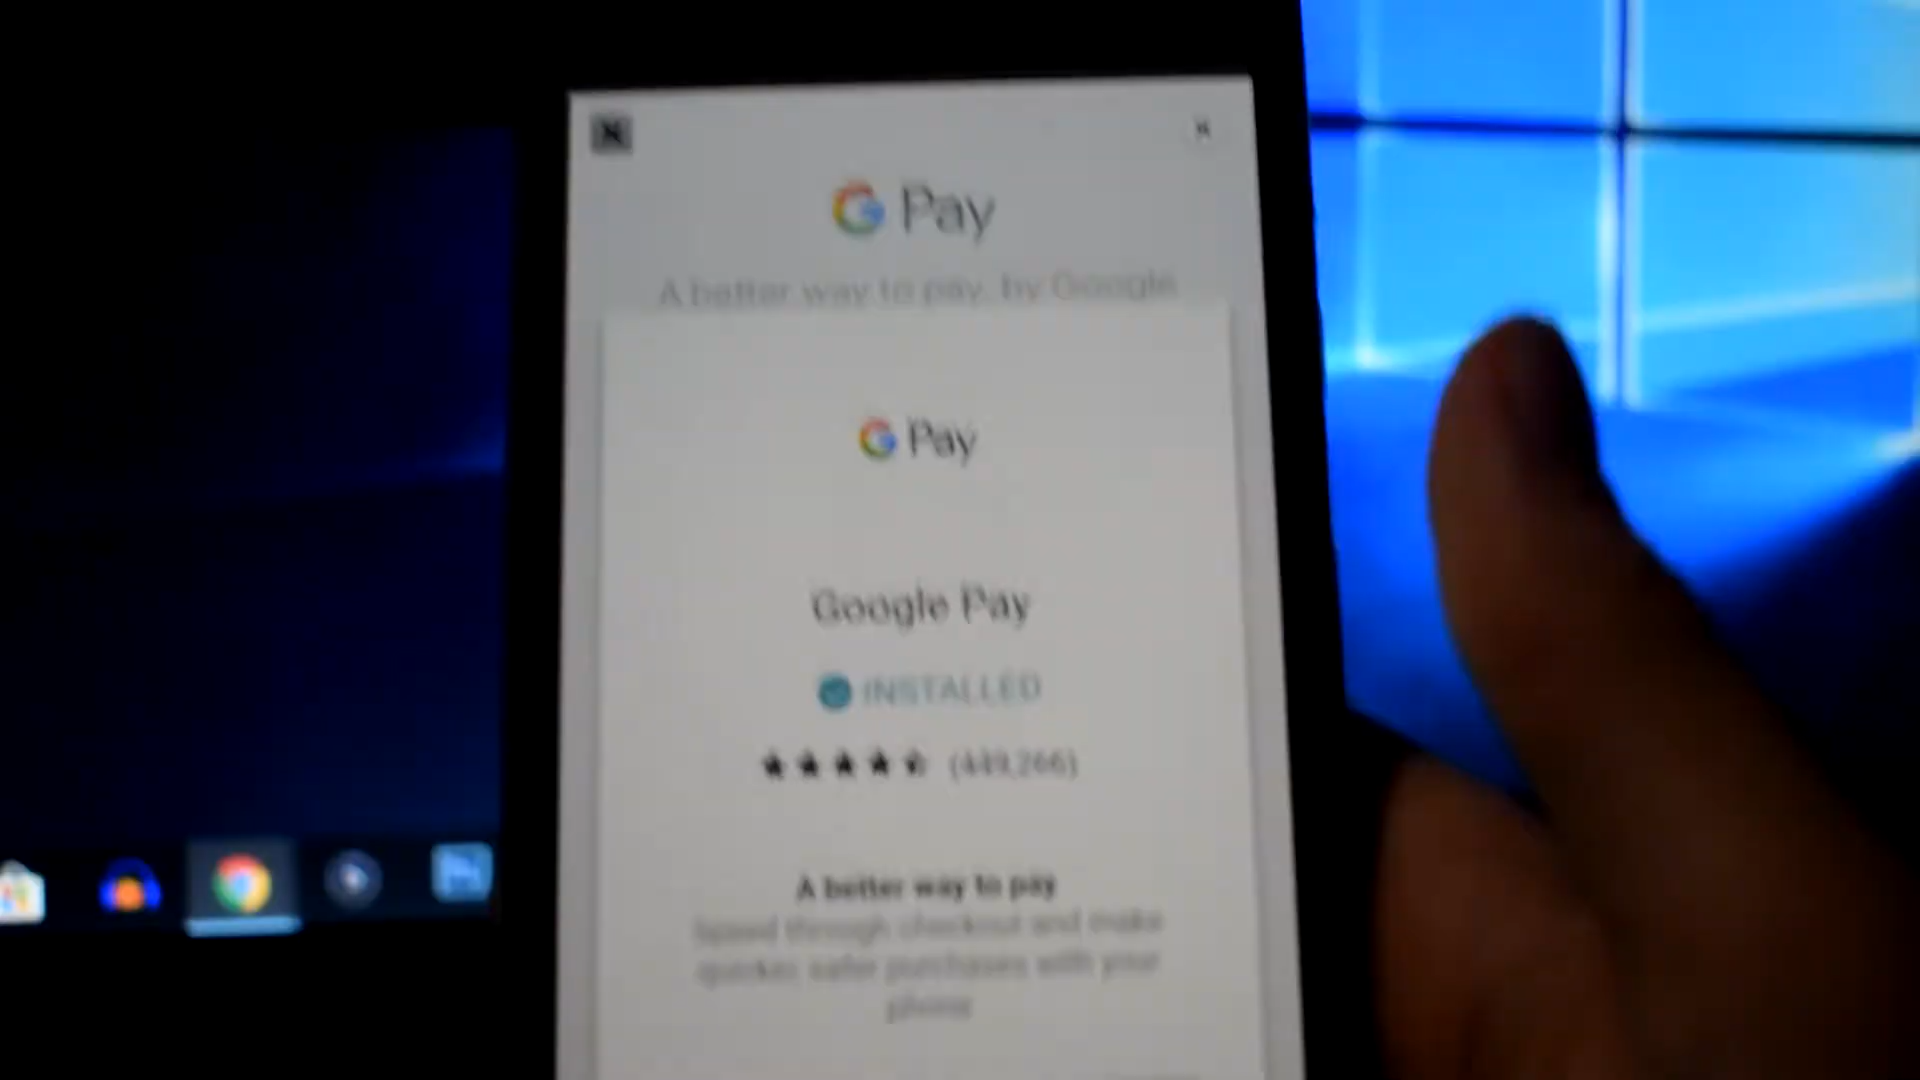 G Pay
A better way to pay, by Google
G Pay
Google Pay
INSTALLED
(449,266)
A better way to pay
Speed through checkout and make
quicker, safer purchases with your
phone